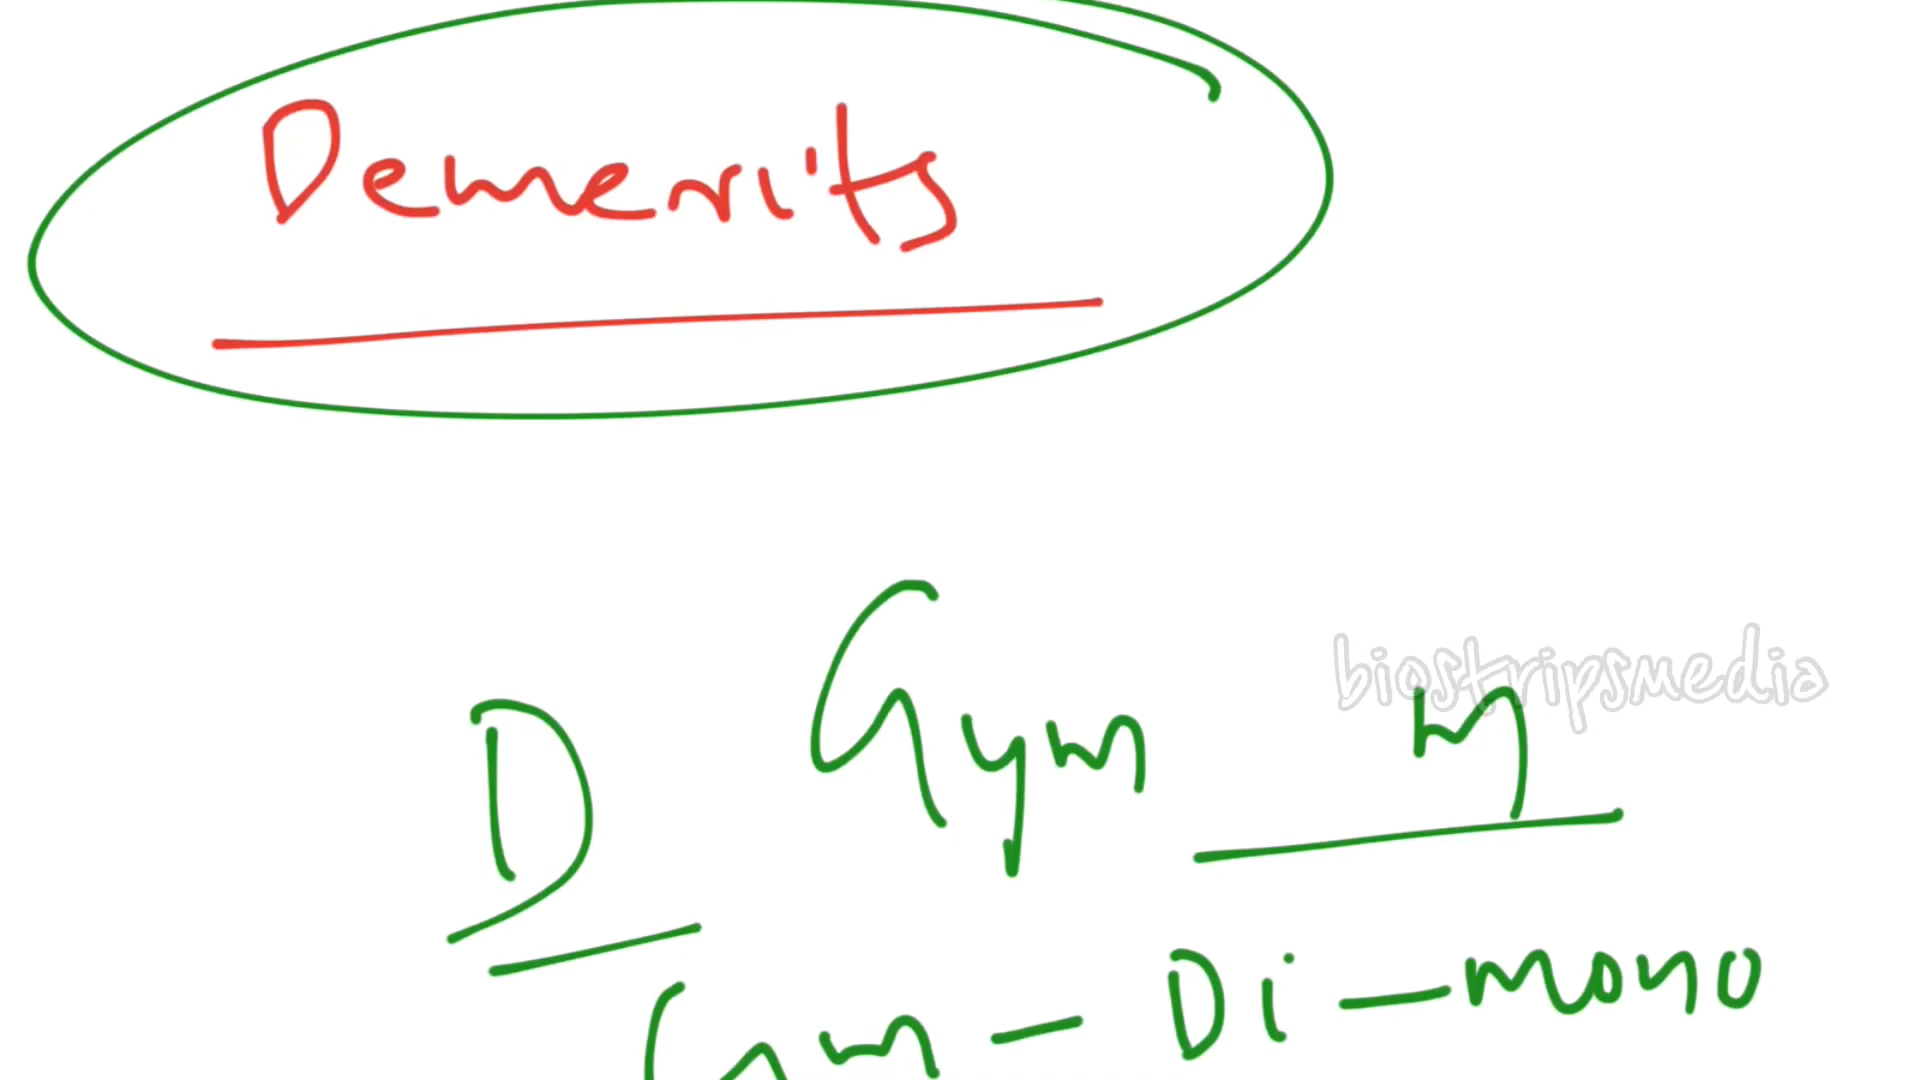 Demerits
biostripsmedia
D Gym M
Gym - Di - mono